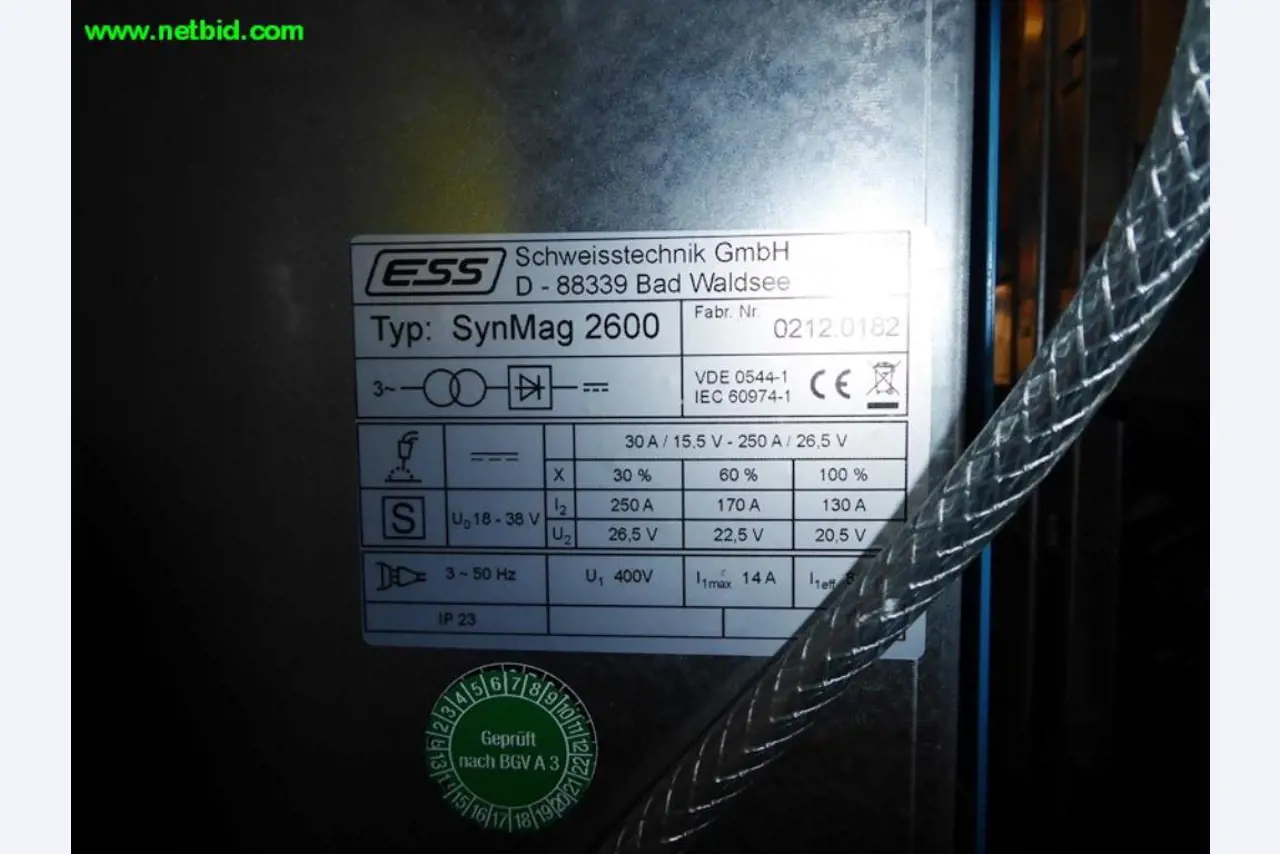 www.netbid.com
ESS Schweisstechnik GmbH
D - 88339 Bad Waldsee
Typ: SynMag 2600
Fabr. Nr. 0212.0182
3~
VDE 0544-1
IEC 60974-1
CE
30 A / 15,5 V - 250 A / 26,5 V
X 30 % 60 % 100 %
S
U₀ 18 - 38 V
I₂ 250 A 170 A 130 A
U₂ 26,5 V 22,5 V 20,5 V
3 ~ 50 Hz U₁ 400V I₁max 14 A I₁eff 8
IP 23
Geprüft
nach BGV A 3
1 2 3 4 5 6 7 8 9 10 11 12
13 15 16 17 18 19 20 21 22